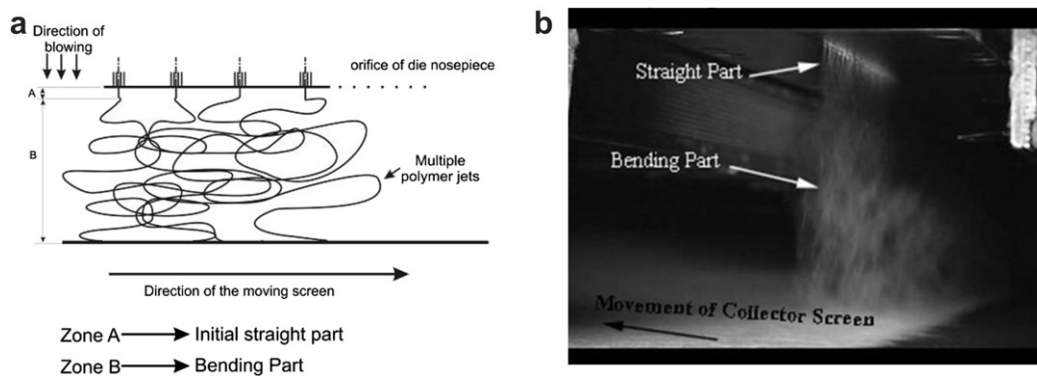 a
Direction of
blowing
orifice of die nosepiece
A
B
Multiple
polymer jets
Direction of the moving screen
Zone A Initial straight part
Zone B Bending Part
b
Straight Part
Bending Part
Movement of Collector Screen